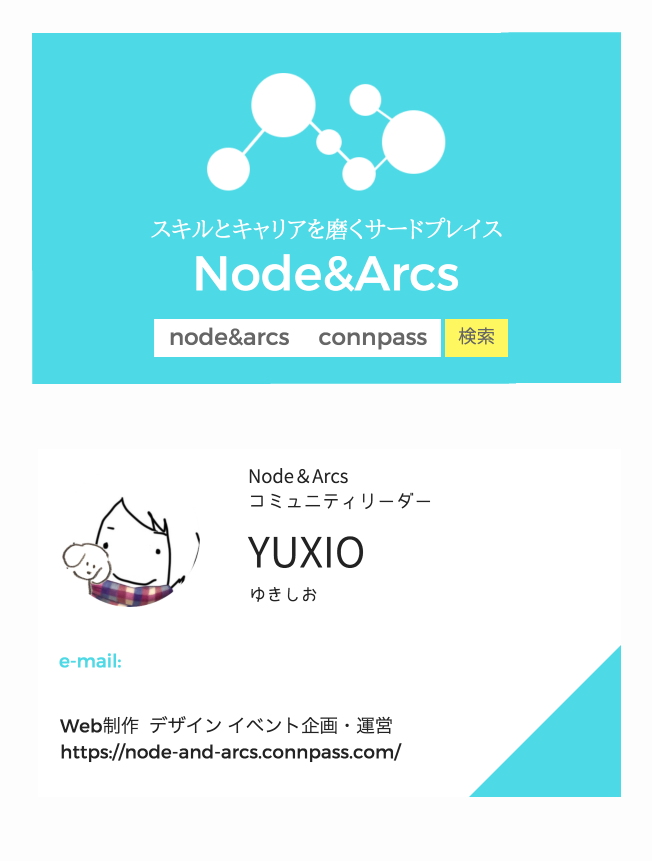 スキルとキャリアを磨くサードプレイス
Node&Arcs
node&arcs connpass 検索
Node&Arcs
コミュニティリーダー
YUXIO
ゆきしお
e-mail:
Web制作 デザイン イベント企画・運営
https://node-and-arcs.connpass.com/